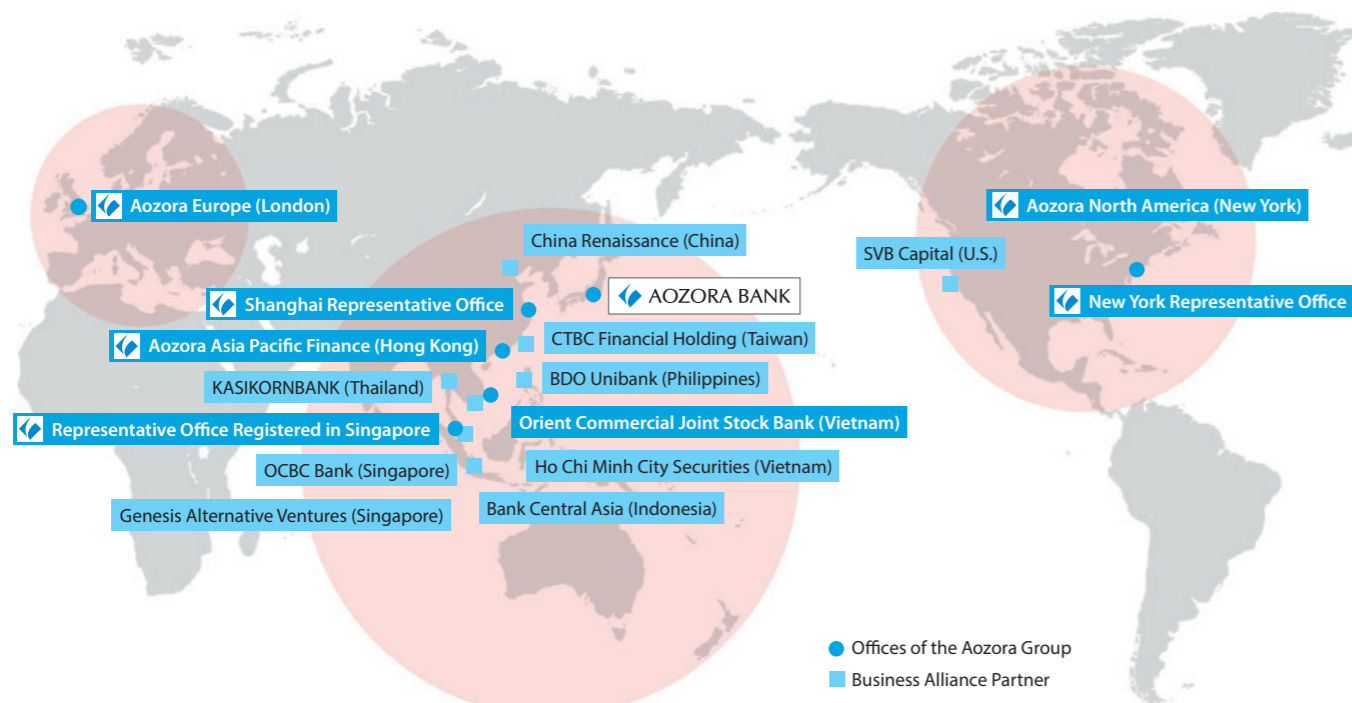 Aozora Europe (London)
Aozora North America (New York)
China Renaissance (China)
SVB Capital (U.S.)
AOZORA BANK
Shanghai Representative Office
New York Representative Office
Aozora Asia Pacific Finance (Hong Kong)
CTBC Financial Holding (Taiwan)
KASIKORNBANK (Thailand)
BDO Unibank (Philippines)
Representative Office Registered in Singapore
Orient Commercial Joint Stock Bank (Vietnam)
OCBC Bank (Singapore)
Ho Chi Minh City Securities (Vietnam)
Genesis Alternative Ventures (Singapore)
Bank Central Asia (Indonesia)
Offices of the Aozora Group
Business Alliance Partner